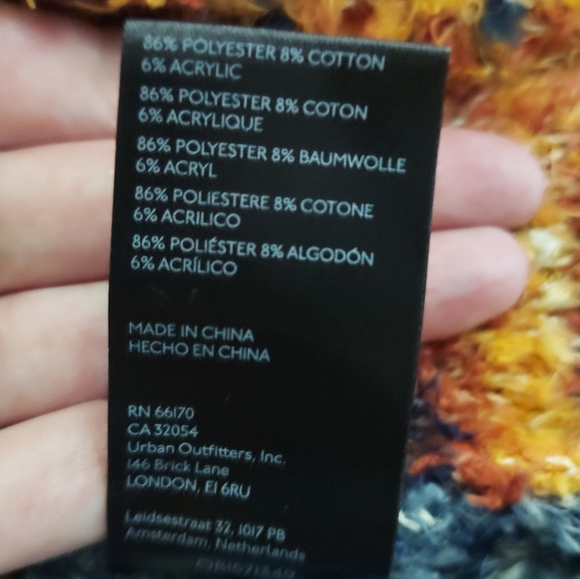 86% POLYESTER 8% COTTON
6% ACRYLIC
86% POLYESTER 8% COTON
6% ACRYLIQUE
86% POLYESTER 8% BAUMWOLLE
6% ACRYL
86% POLIESTERE 8% COTONE
6% ACRILICO
86% POLIÉSTER 8% ALGODÓN
6% ACRÍLICO
MADE IN CHINA
HECHO EN CHINA
RN 66170
CA 32054
Urban Outfitters, Inc.
146 Brick Lane
LONDON, E1 6RU
Leidsestraat 32, 1017 PB
Amsterdam, Netherlands